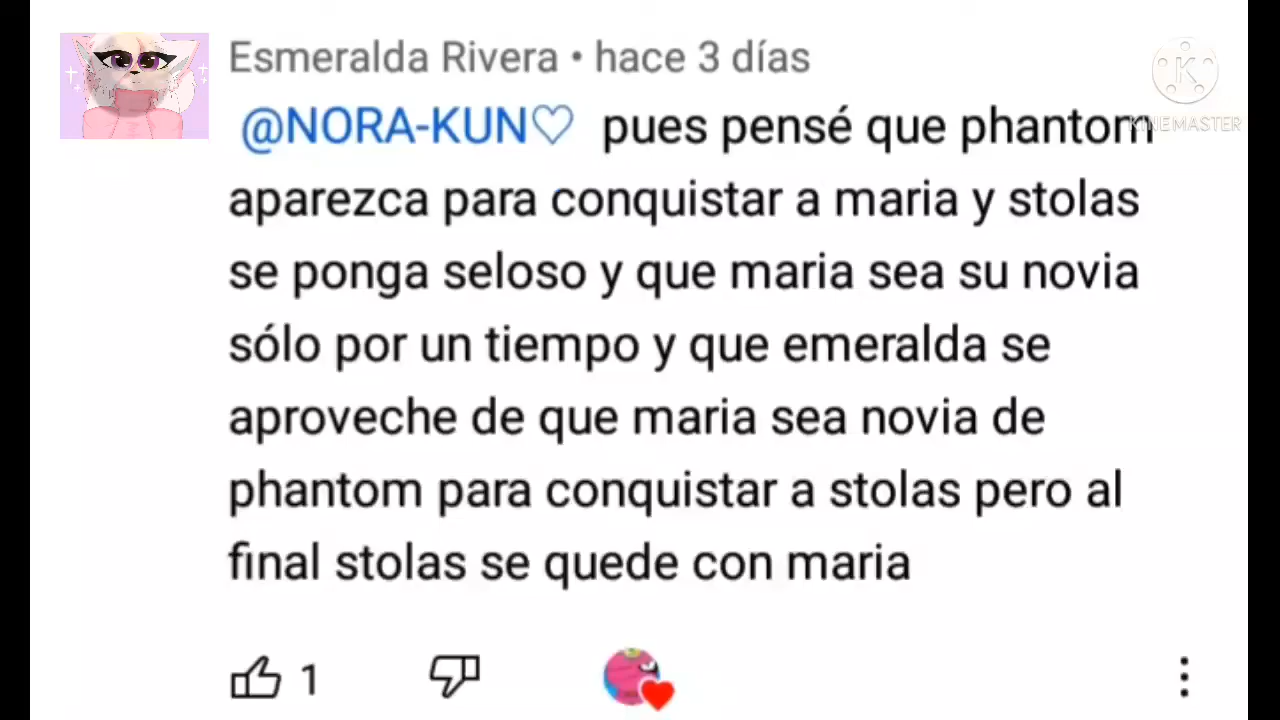 Esmeralda Rivera • hace 3 días
@NORA-KUN♡ pues pensé que phantom
aparezca para conquistar a maria y stolas
se ponga seloso y que maria sea su novia
sólo por un tiempo y que emeralda se
aproveche de que maria sea novia de
phantom para conquistar a stolas pero al
final stolas se quede con maria
1
K
KINEMASTER